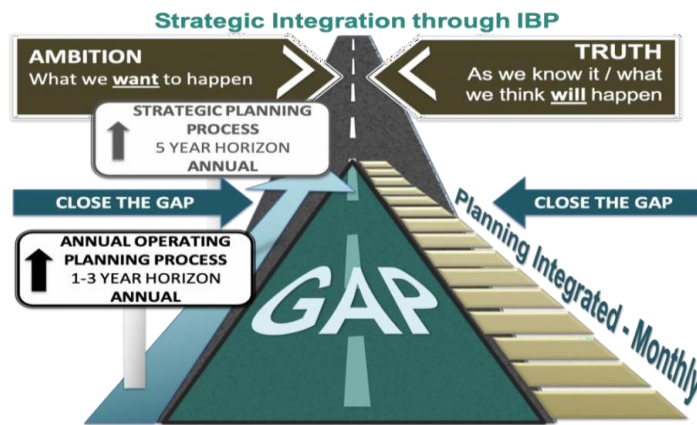 Strategic Integration through IBP
AMBITION
What we want to happen
TRUTH
As we know it / what
we think will happen
STRATEGIC PLANNING
PROCESS
5 YEAR HORIZON
ANNUAL
CLOSE THE GAP
CLOSE THE GAP
ANNUAL OPERATING
PLANNING PROCESS
1-3 YEAR HORIZON
ANNUAL
GAP
Planning Integrated - Monthly